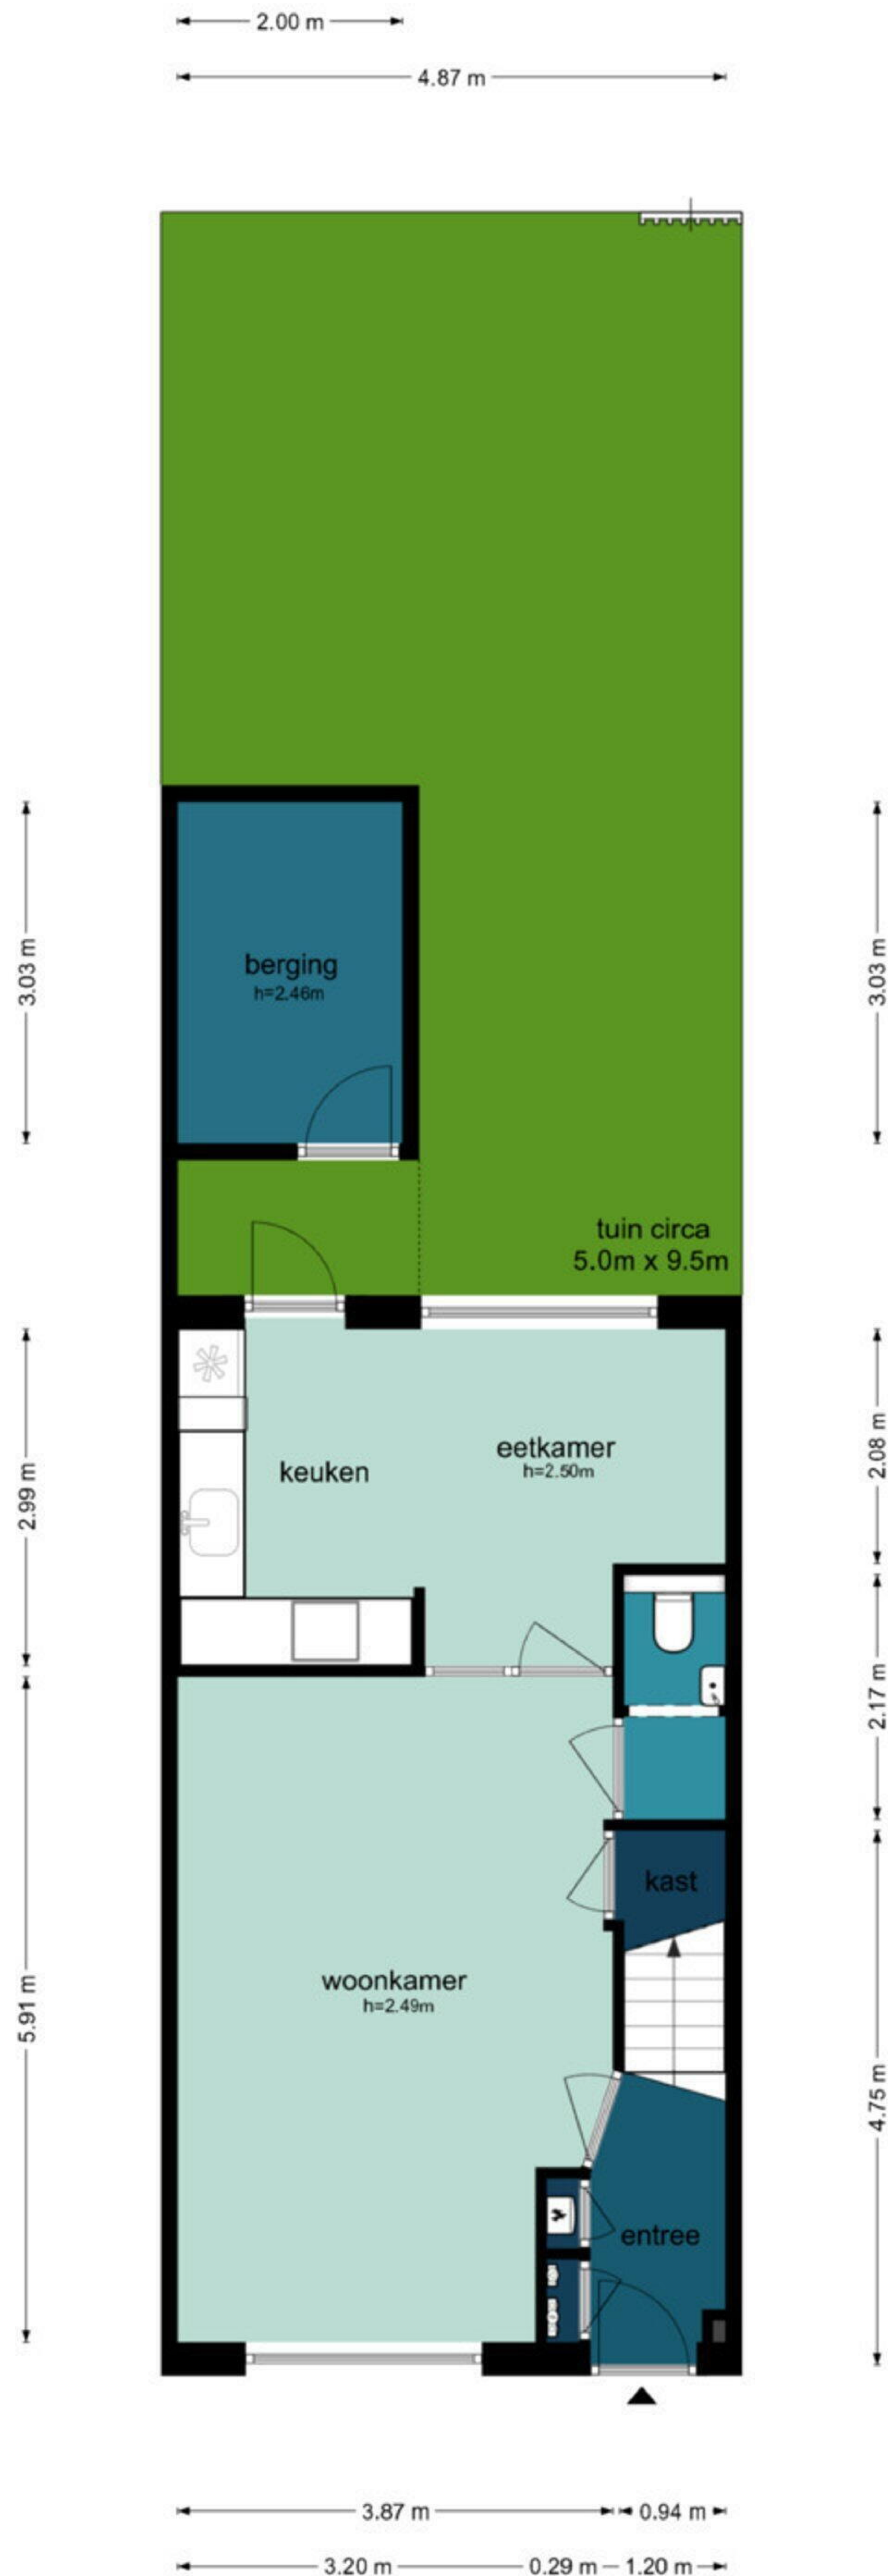 2.00 m
4.87 m
berging
h=2.46m
3.03 m
3.03 m
tuin circa
5.0m x 9.5m
keuken
eetkamer
h=2.50m
2.99 m
2.08 m
2.17 m
kast
woonkamer
h=2.49m
5.91 m
4.75 m
entree
3.87 m
0.94 m
3.20 m
0.29 m
1.20 m